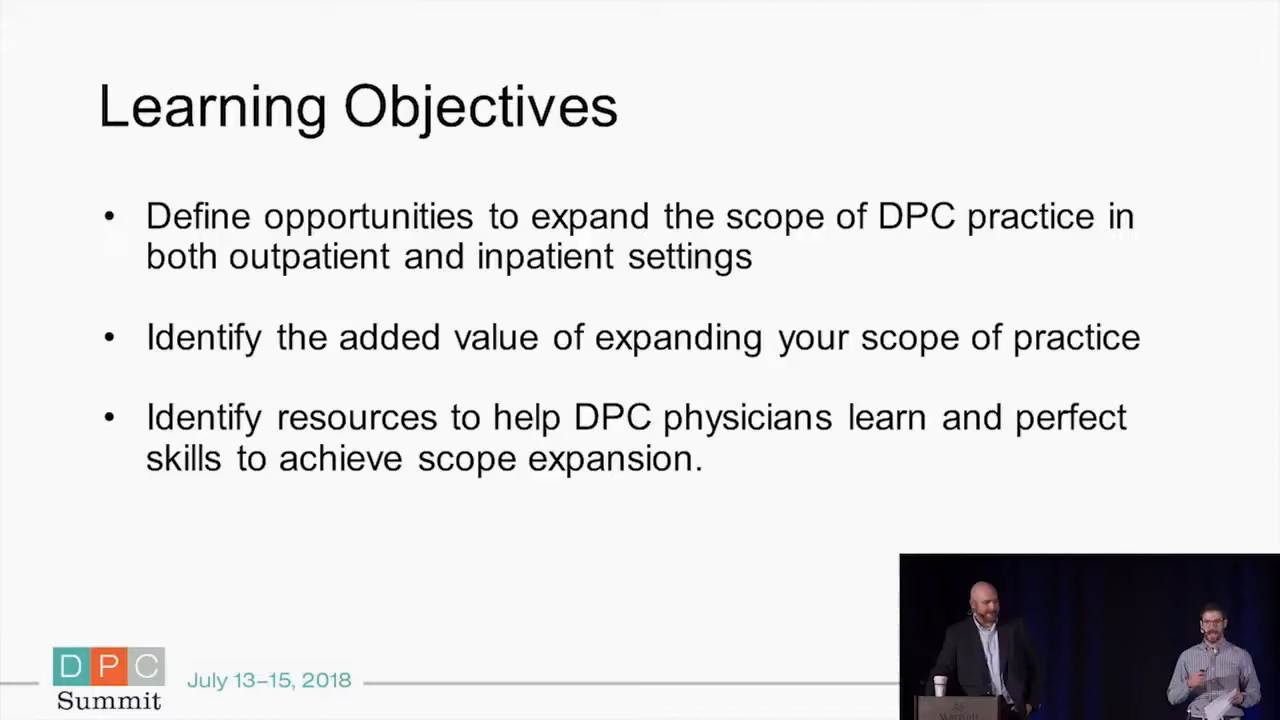 Learning Objectives
• Define opportunities to expand the scope of DPC practice in
both outpatient and inpatient settings
• Identify the added value of expanding your scope of practice
• Identify resources to help DPC physicians learn and perfect
skills to achieve scope expansion.
DPC
Summit
July 13–15, 2018
Marriott